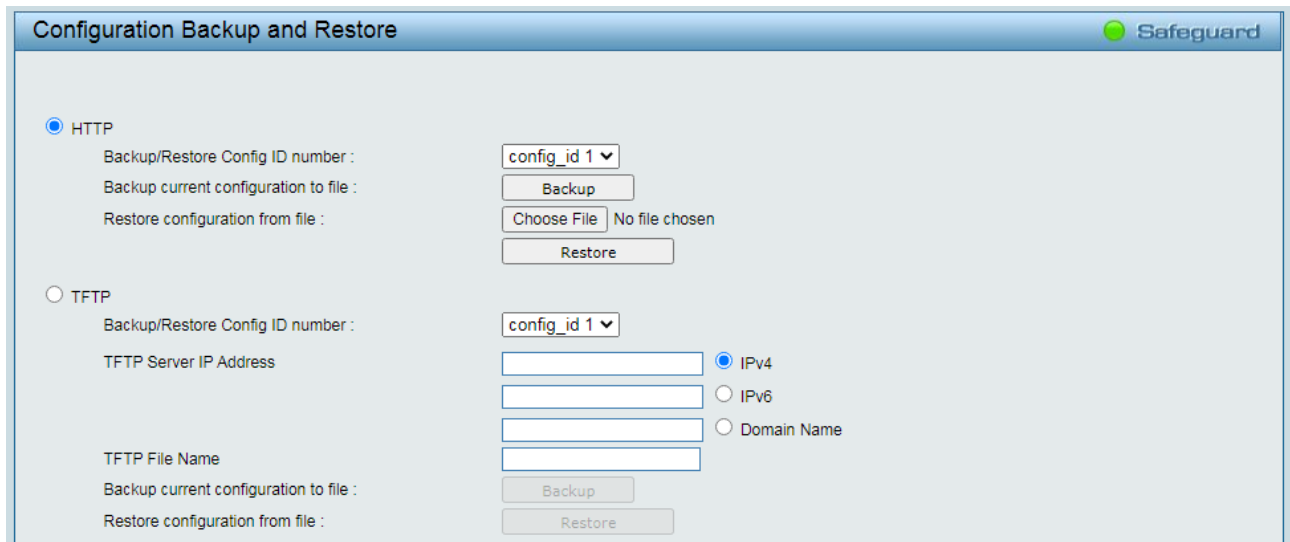 Configuration Backup and Restore Safeguard
HTTP
Backup/Restore Config ID number : config_id 1
Backup current configuration to file : Backup
Restore configuration from file : Choose File No file chosen
Restore
TFTP
Backup/Restore Config ID number : config_id 1
TFTP Server IP Address IPv4
IPv6
Domain Name
TFTP File Name
Backup current configuration to file : Backup
Restore configuration from file : Restore